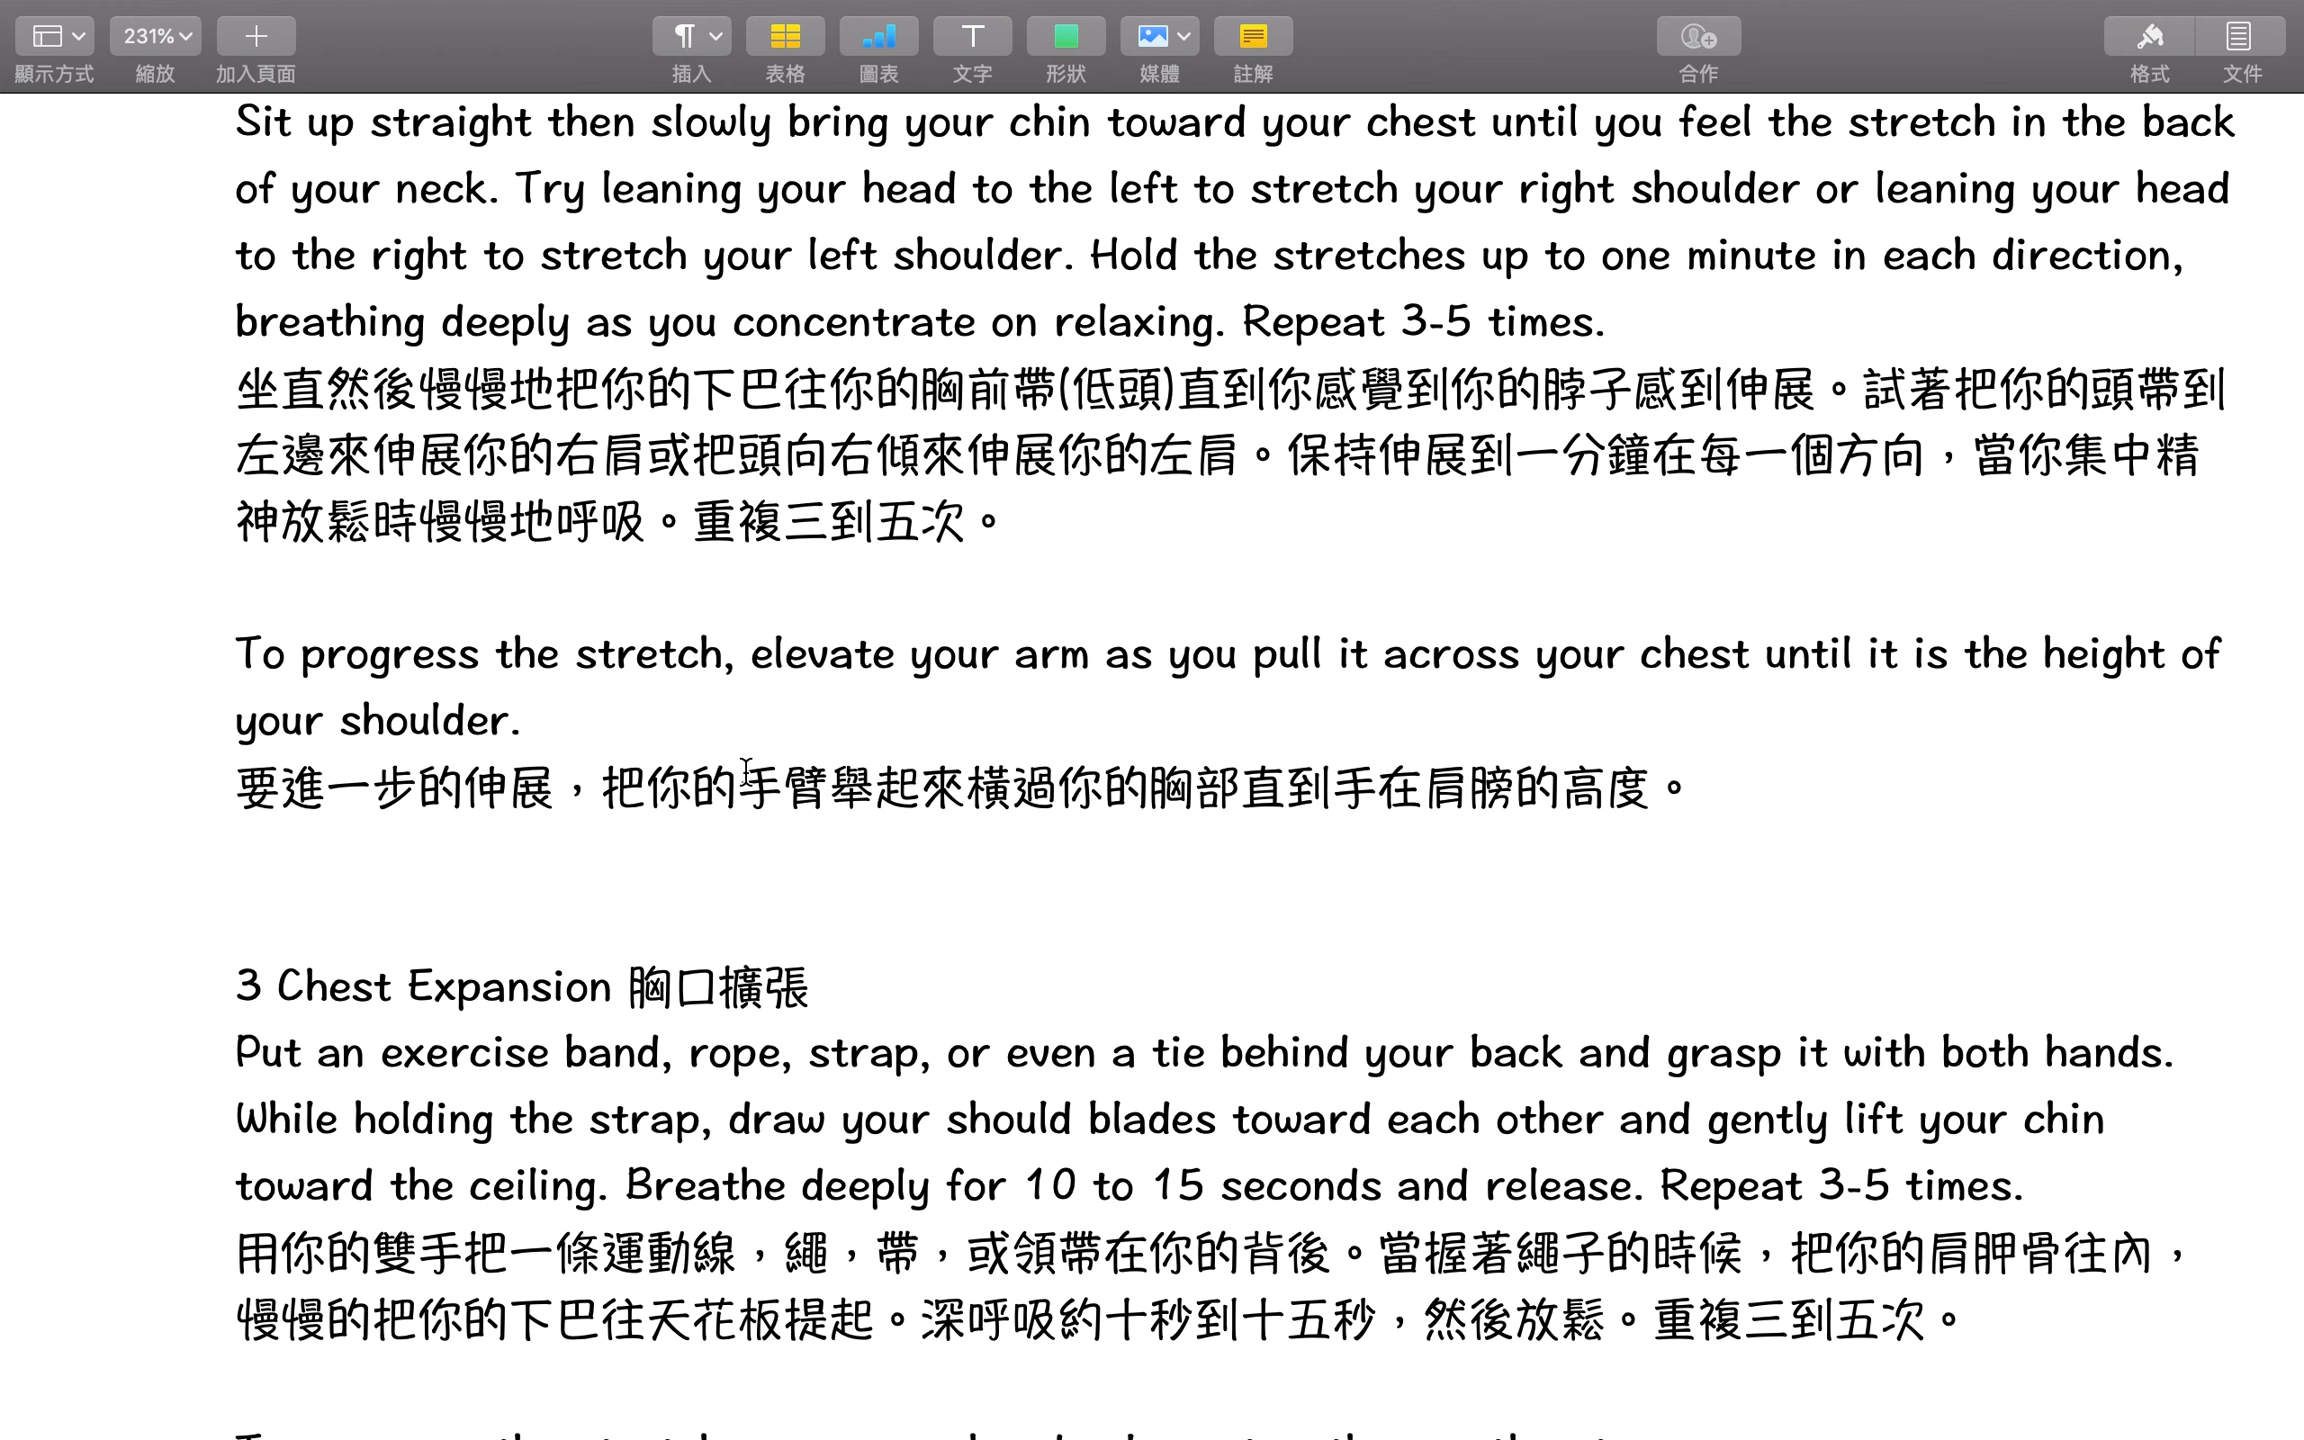 231%
顯示方式 縮放 加入頁面 插入 表格 圖表 文字 形狀 媒體 註解 合作 格式 文件
Sit up straight then slowly bring your chin toward your chest until you feel the stretch in the back
of your neck. Try leaning your head to the left to stretch your right shoulder or leaning your head
to the right to stretch your left shoulder. Hold the stretches up to one minute in each direction,
breathing deeply as you concentrate on relaxing. Repeat 3-5 times.
坐直然後慢慢地把你的下巴往你的胸前帶(低頭)直到你感覺到你的脖子感到伸展。試著把你的頭帶到
左邊來伸展你的右肩或把頭向右傾來伸展你的左肩。保持伸展到一分鐘在每一個方向，當你集中精
神放鬆時慢慢地呼吸。重複三到五次。
To progress the stretch, elevate your arm as you pull it across your chest until it is the height of
your shoulder.
要進一步的伸展，把你的手臂舉起來橫過你的胸部直到手在肩膀的高度。
3 Chest Expansion 胸口擴張
Put an exercise band, rope, strap, or even a tie behind your back and grasp it with both hands.
While holding the strap, draw your should blades toward each other and gently lift your chin
toward the ceiling. Breathe deeply for 10 to 15 seconds and release. Repeat 3-5 times.
用你的雙手把一條運動線，繩，帶，或領帶在你的背後。當握著繩子的時候，把你的肩胛骨往內，
慢慢的把你的下巴往天花板提起。深呼吸約十秒到十五秒，然後放鬆。重複三到五次。